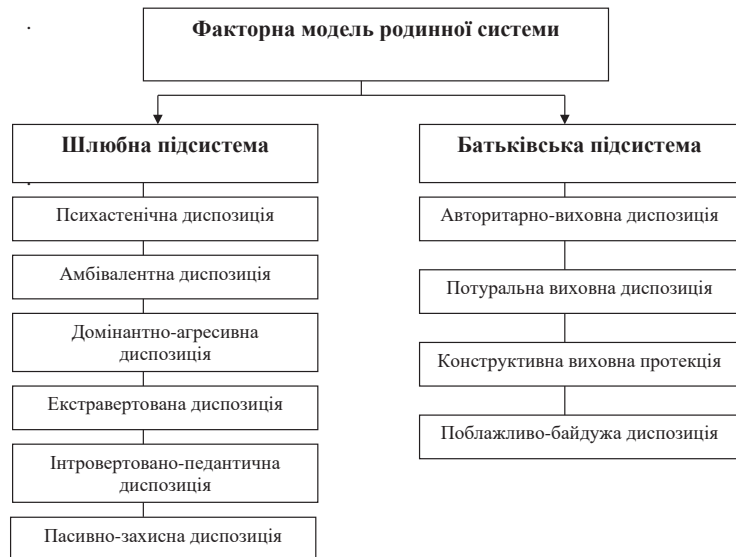 Факторна модель родинної системи
Шлюбна підсистема
Психастенічна диспозиція
Амбівалентна диспозиція
Домінантно-агресивна
диспозиція
Екстравертована диспозиція
Інтровертовано-педантична
диспозиція
Пасивно-захисна диспозиція
Батьківська підсистема
Авторитарно-виховна диспозиція
Потуральна виховна диспозиція
Конструктивна виховна протекція
Поблажливо-байдужа диспозиція